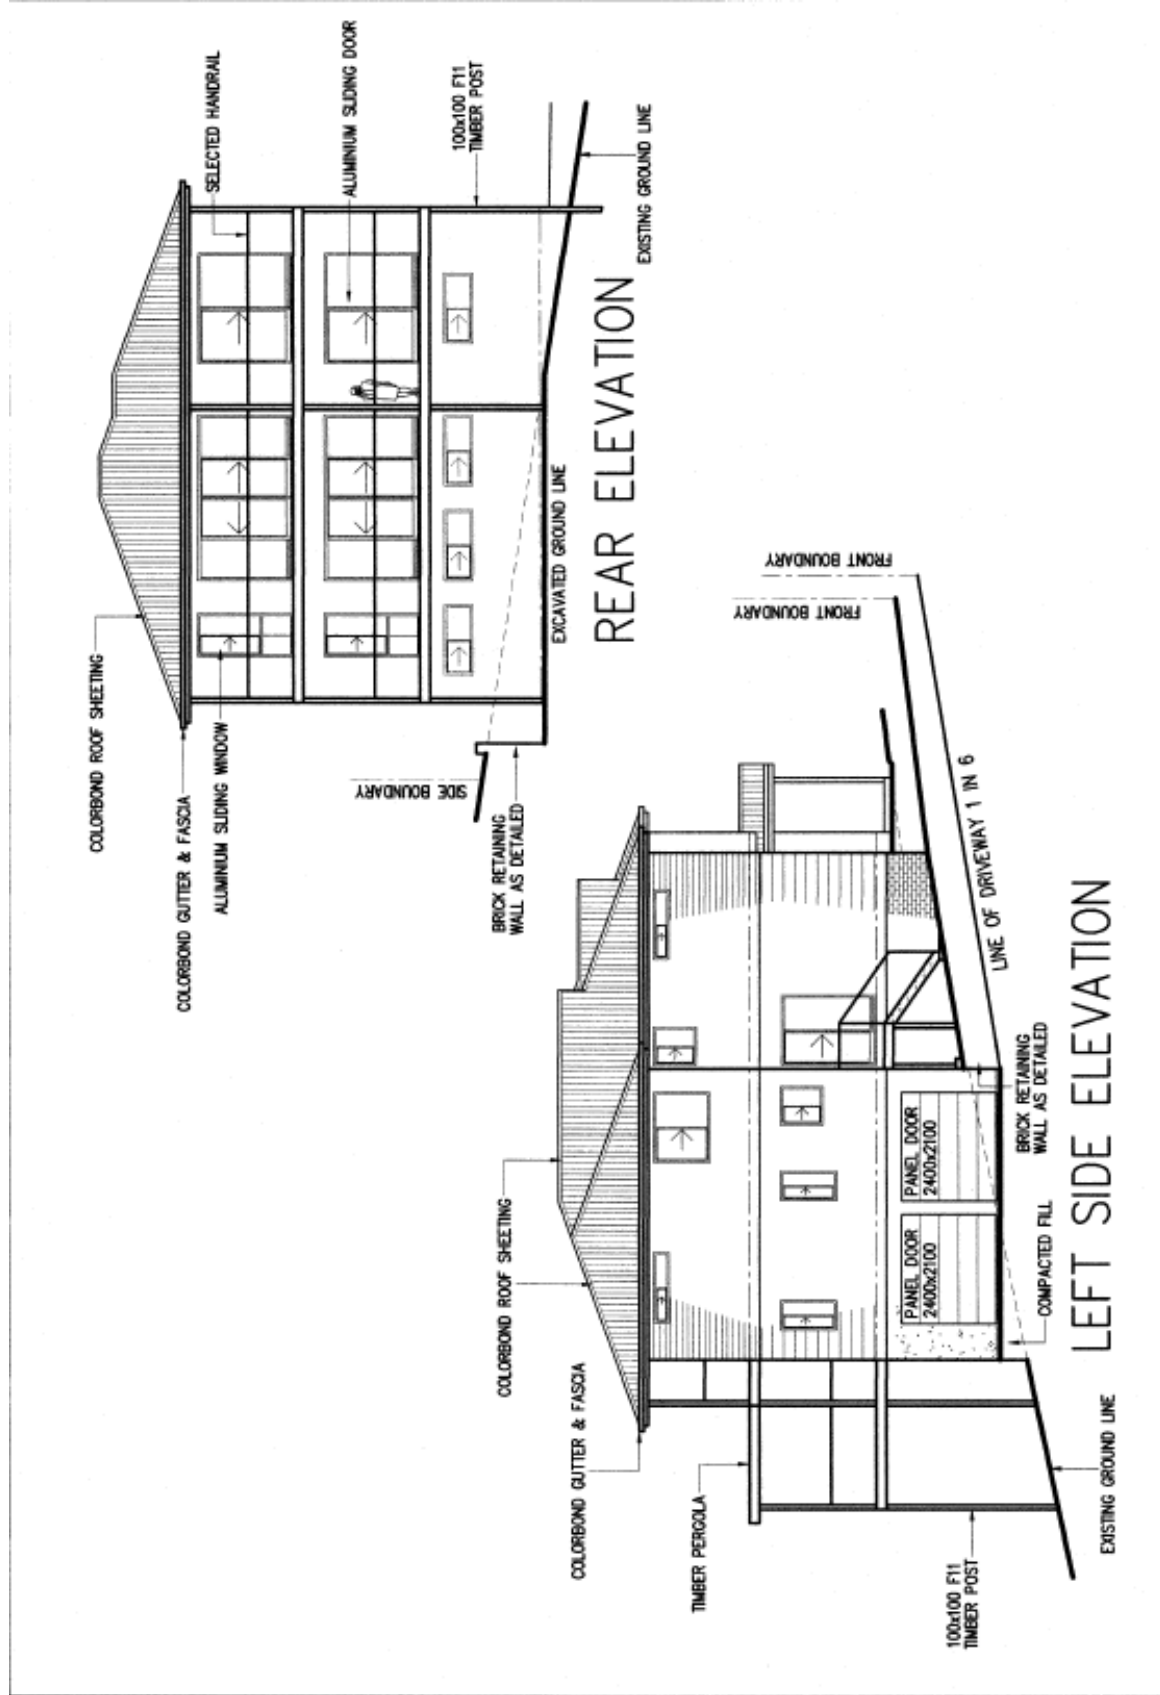 COLORBOND ROOF SHEETING
COLORBOND GUTTER & FASCIA
ALUMINIUM SLIDING WINDOW
SELECTED HANDRAIL
ALUMINIUM SLIDING DOOR
100x100 F11
TIMBER POST
SIDE BOUNDARY
BRICK RETAINING
WALL AS DETAILED
EXCAVATED GROUND LINE
EXISTING GROUND LINE
REAR ELEVATION
COLORBOND ROOF SHEETING
COLORBOND GUTTER & FASCIA
TIMBER PERGOLA
100x100 F11
TIMBER POST
PANEL DOOR
2400x2100
PANEL DOOR
2400x2100
FRONT BOUNDARY
FRONT BOUNDARY
LINE OF DRIVEWAY 1 IN 6
BRICK RETAINING
WALL AS DETAILED
COMPACTED FILL
EXISTING GROUND LINE
LEFT SIDE ELEVATION